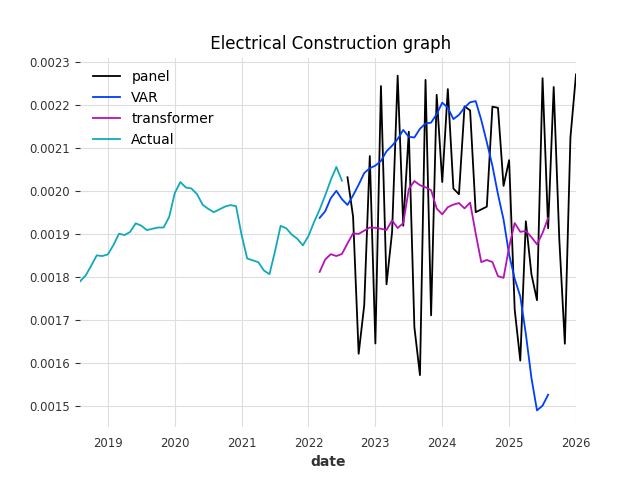 Electrical Construction graph
0.0023
0.0022
0.0021
0.0020
0.0019
0.0018
0.0017
0.0016
0.0015
panel
VAR
transformer
Actual
2019 2020 2021 2022 2023 2024 2025 2026
date